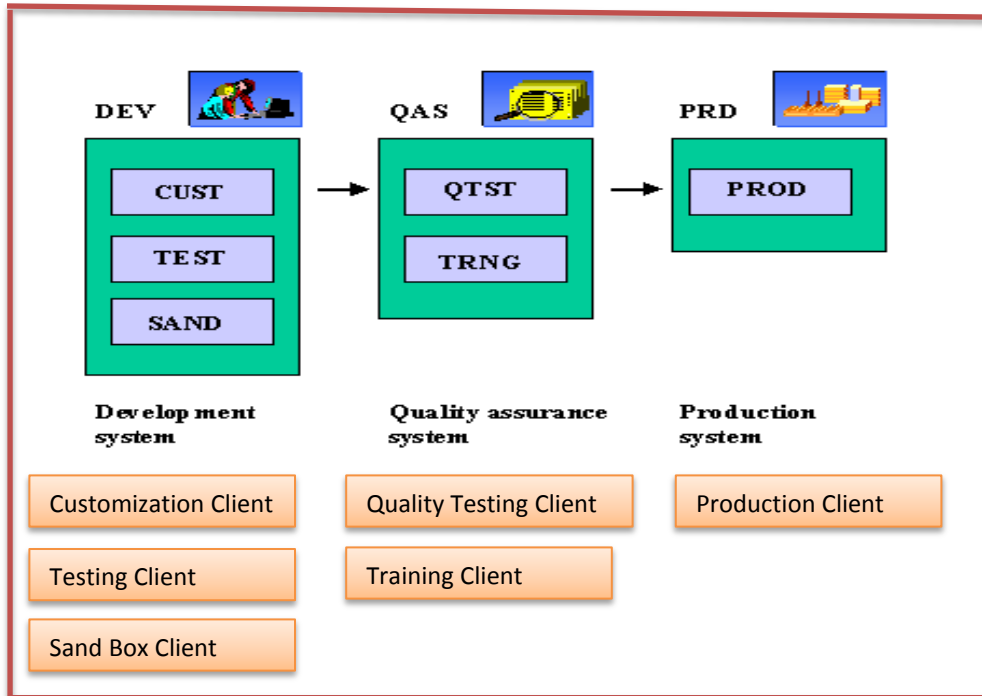 DEV
QAS
PRD
CUST
QTST
PROD
TEST
TRNG
SAND
Development
system
Quality assurance
system
Production
system
Customization Client
Quality Testing Client
Production Client
Testing Client
Training Client
Sand Box Client